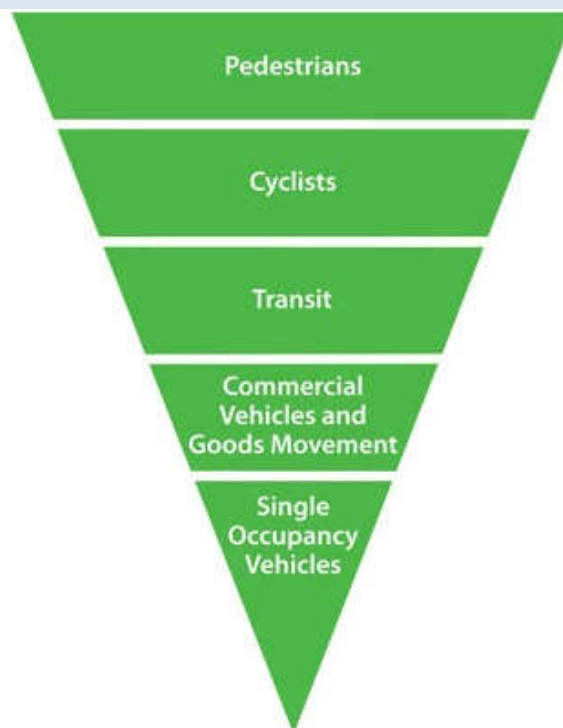 Pedestrians
Cyclists
Transit
Commercial
Vehicles and
Goods Movement
Single
Occupancy
Vehicles